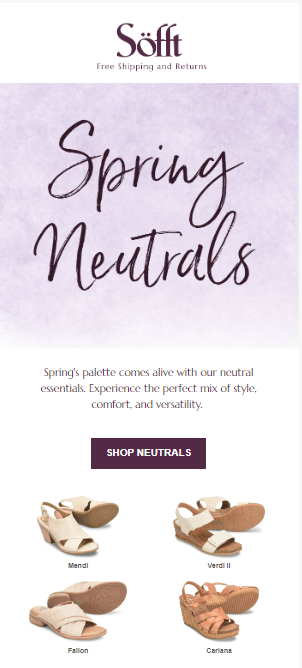 Söfft
Free Shipping and Returns
Spring
Neutrals
Spring's palette comes alive with our neutral
essentials. Experience the perfect mix of style,
comfort, and versatility.
SHOP NEUTRALS
Mendi
Verdi II
Fallon
Carlana